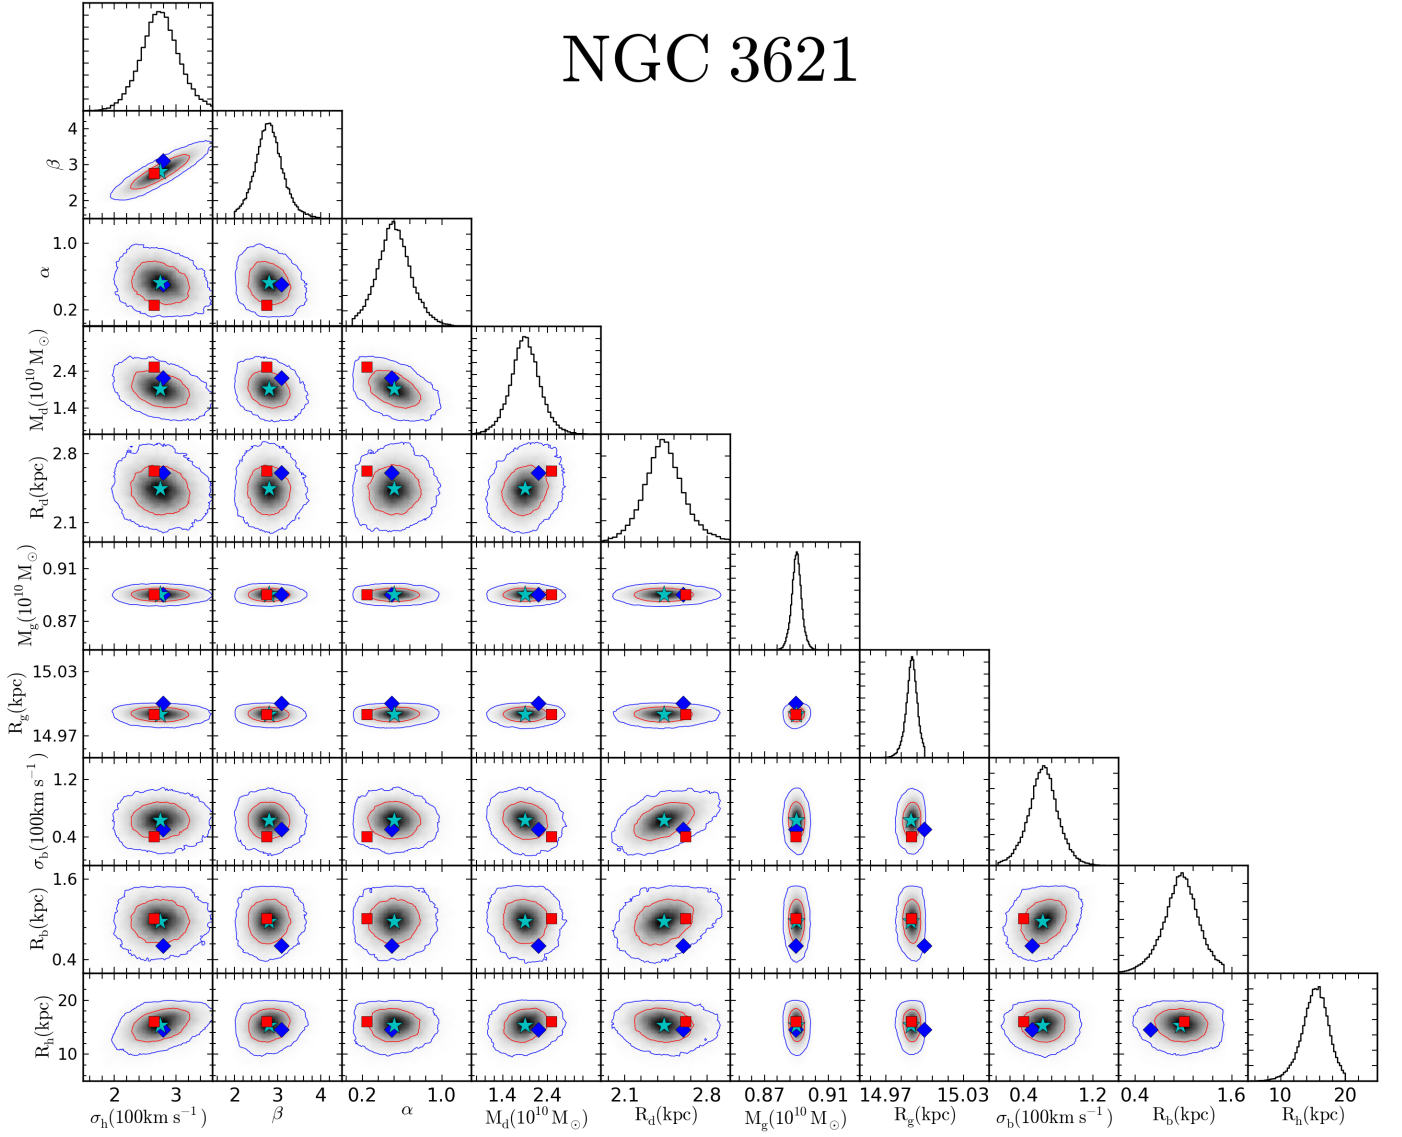 NGC 3621
4
3
2
β
1.0
0.2
α
2.4
1.4
M_d(10^10 M_⊙)
2.8
2.1
R_d(kpc)
0.91
0.87
M_g(10^10 M_⊙)
15.03
14.97
R_g(kpc)
1.2
0.4
σ_b(100km s^−1)
1.6
0.4
R_b(kpc)
20
10
R_h(kpc)
2 3 2 3 4 0.2 1.0 1.4 2.4 2.1 2.8 0.87 0.91 14.97 15.03 0.4 1.2 0.4 1.6 10 20
σ_h(100km s^−1) β α M_d(10^10 M_⊙) R_d(kpc) M_g(10^10 M_⊙) R_g(kpc) σ_b(100km s^−1) R_b(kpc) R_h(kpc)